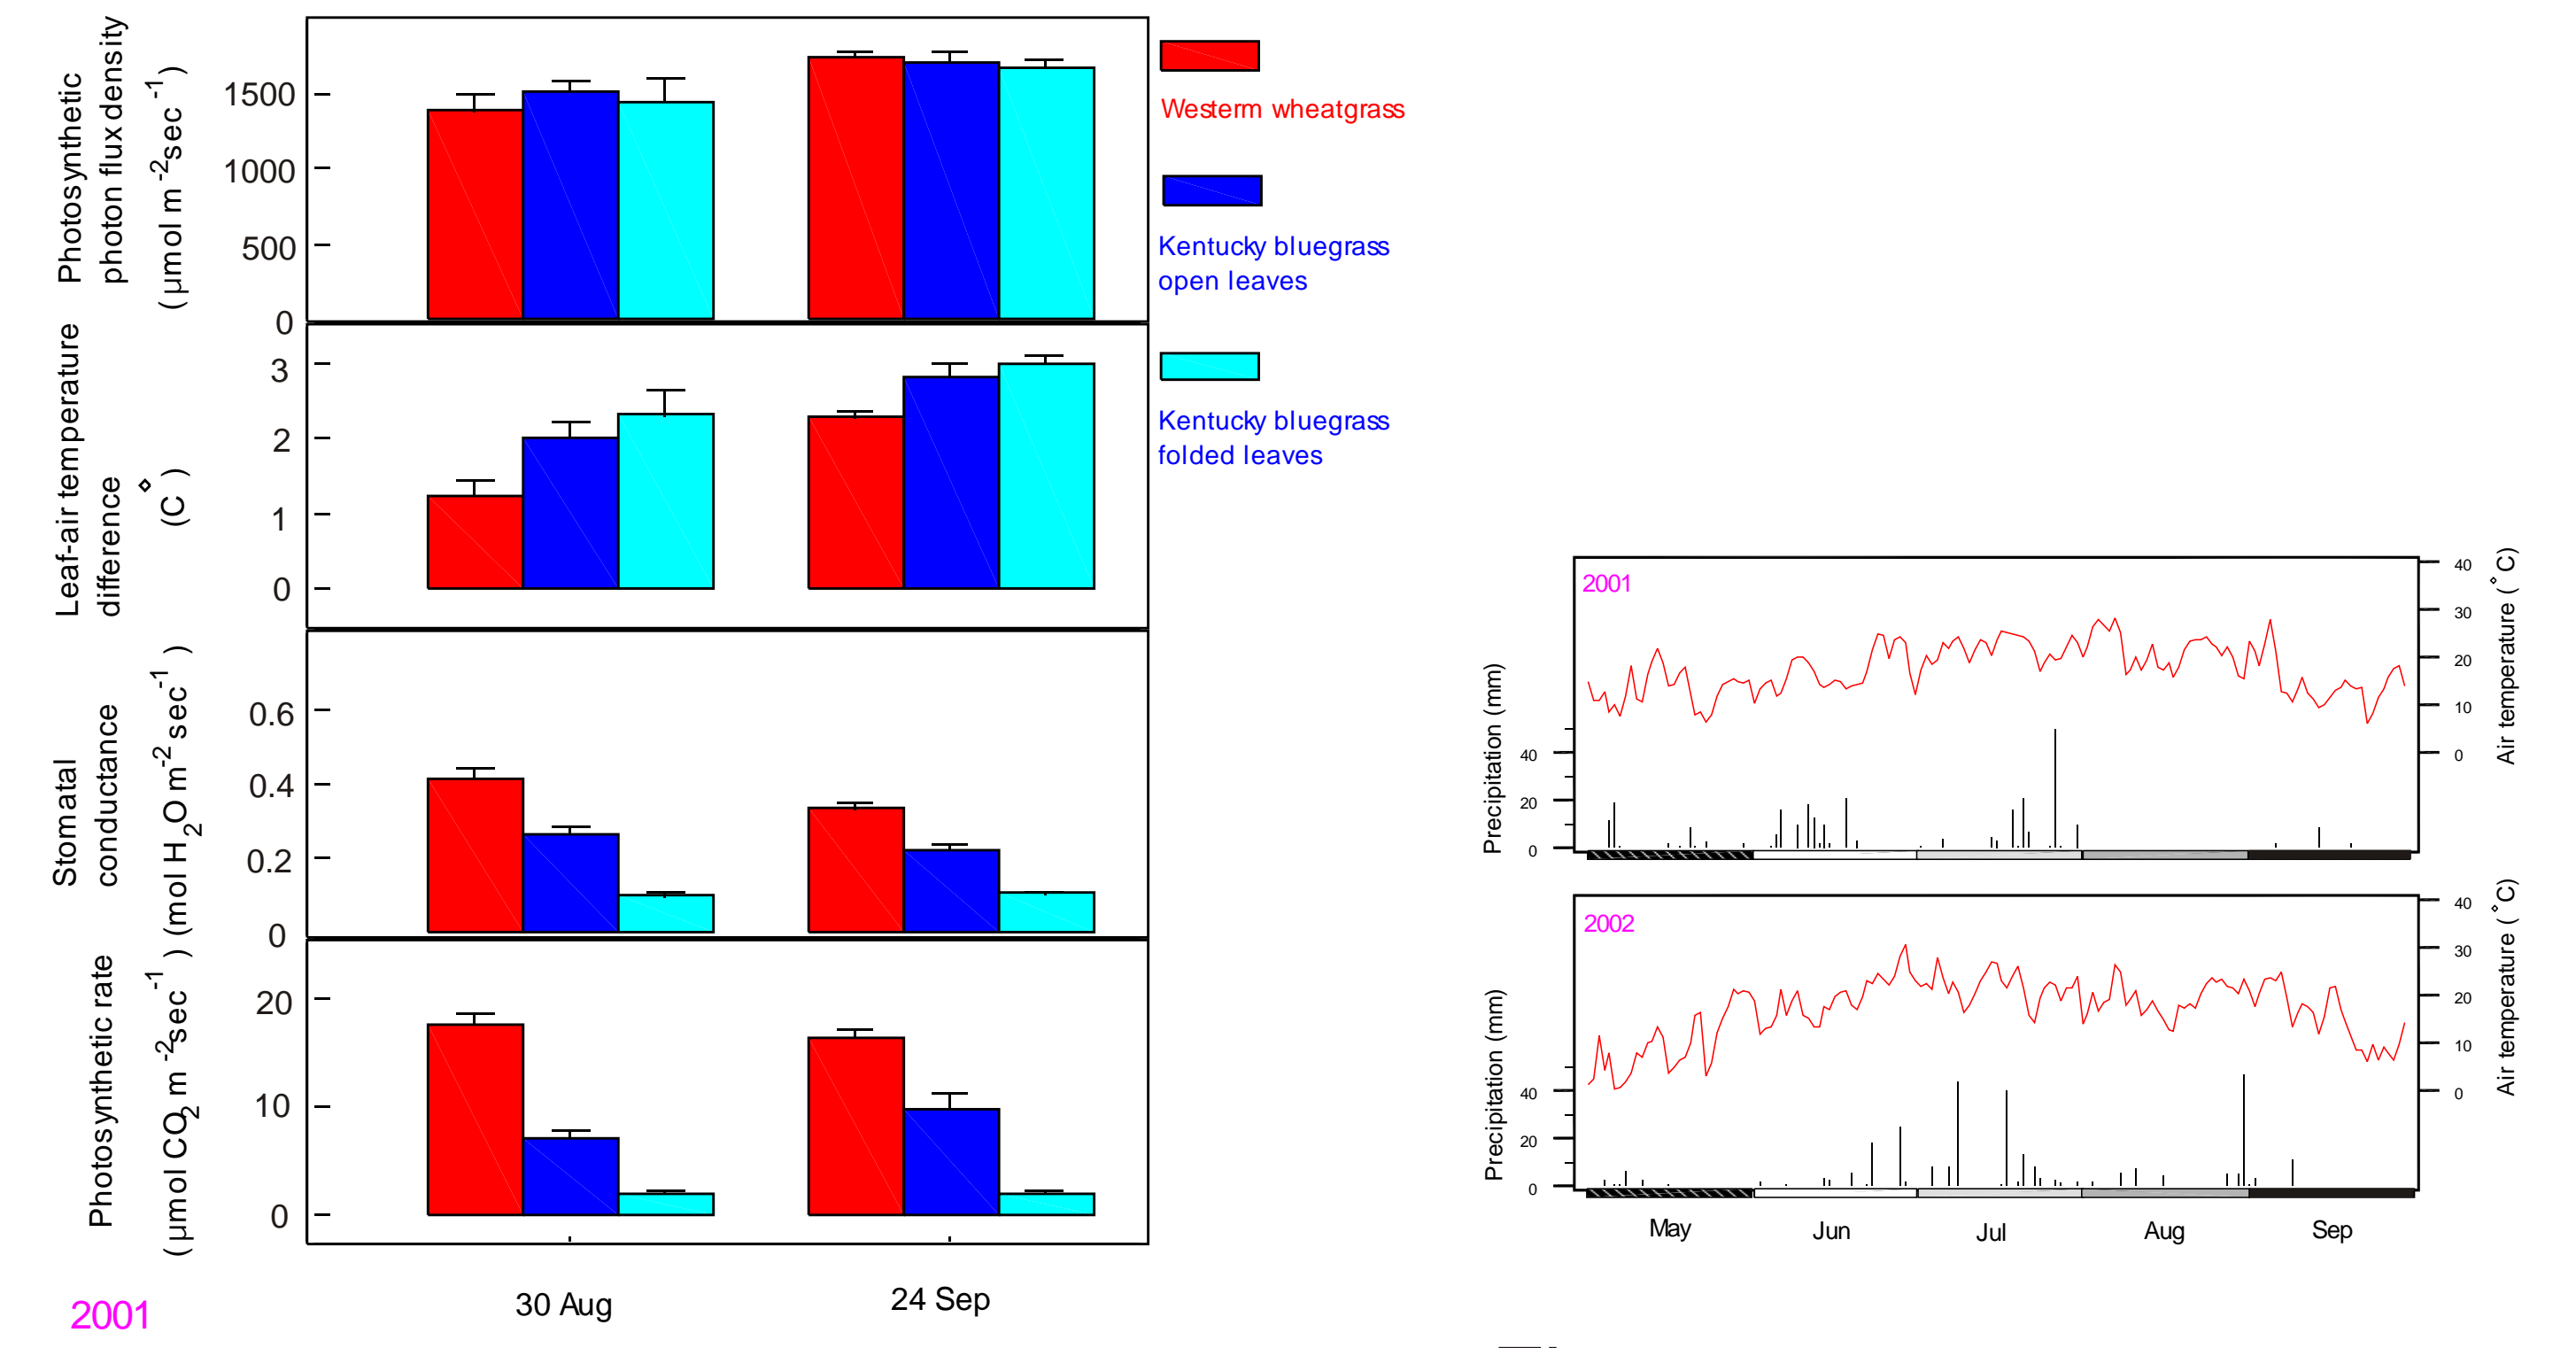 Photosynthetic
photon flux density
(µmol m⁻²sec⁻¹)
1500
1000
500
0
Westerm wheatgrass
Kentucky bluegrass
open leaves
Kentucky bluegrass
folded leaves
Leaf-air temperature
difference
(C°)
3
2
1
0
Stomatal
conductance
(mol H₂O m⁻² sec⁻¹)
0.6
0.4
0.2
0
Photosynthetic rate
(µmol CO₂ m⁻²sec⁻¹)
20
10
0
30 Aug
24 Sep
2001
2001
Precipitation (mm)
40
20
0
40
30
20
10
0
Air temperature (°C)
2002
Precipitation (mm)
40
20
0
40
30
20
10
0
Air temperature (°C)
May
Jun
Jul
Aug
Sep